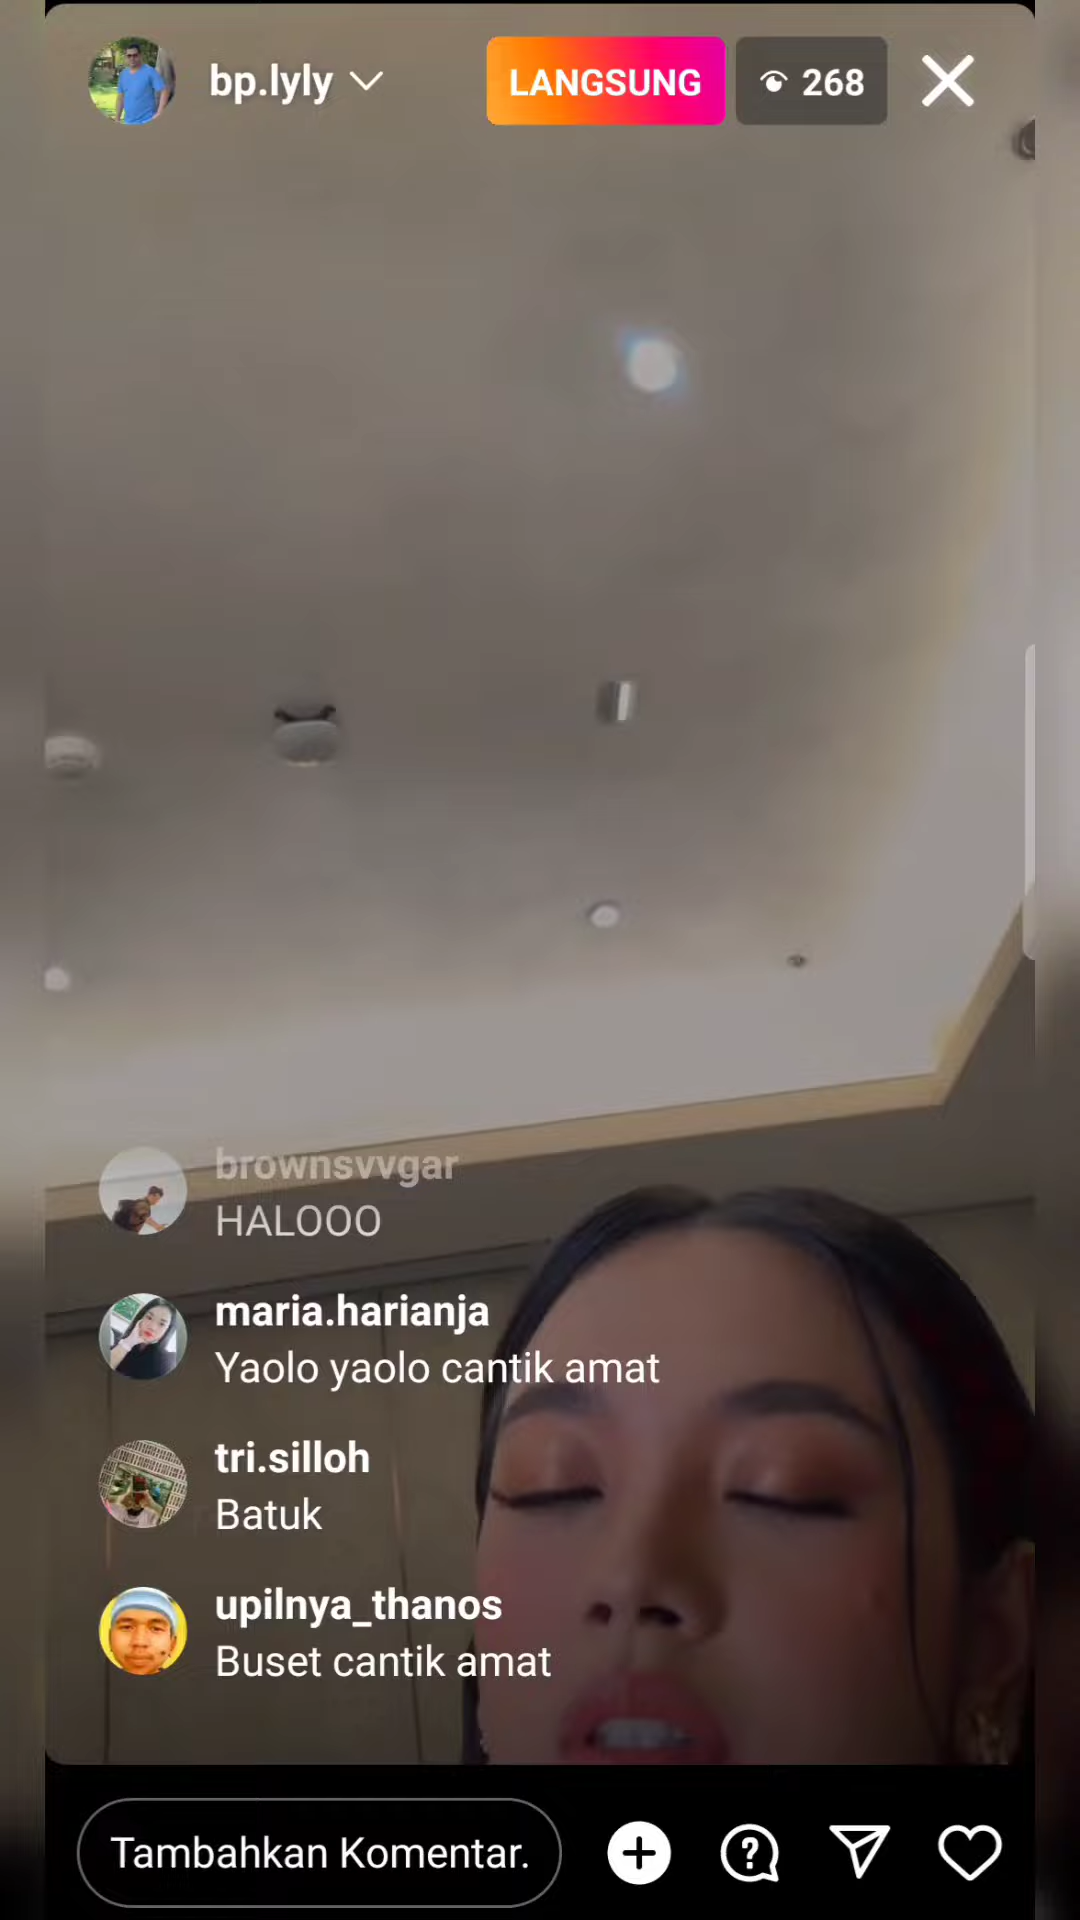 bp.lyly
LANGSUNG
268
brownsvvgar
HALOOO
maria.harianja
Yaolo yaolo cantik amat
tri.silloh
Batuk
upilnya_thanos
Buset cantik amat
Tambahkan Komentar.